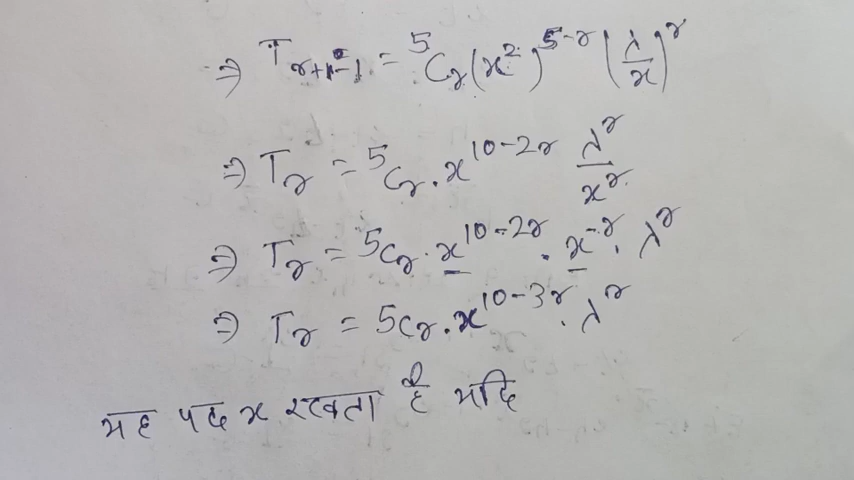 ⇒ T_{r+1-1} = ⁵C_r (x²)^{5-r} (λ/x)^r
⇒ T_r = ⁵C_r . x^{10-2r} λ^r/x^r
⇒ T_r = ⁵C_r . x^{10-2r} . x^{-r} . λ^r
⇒ T_r = 5C_r . x^{10-3r} . λ^r
यह पद x रखता है यदि